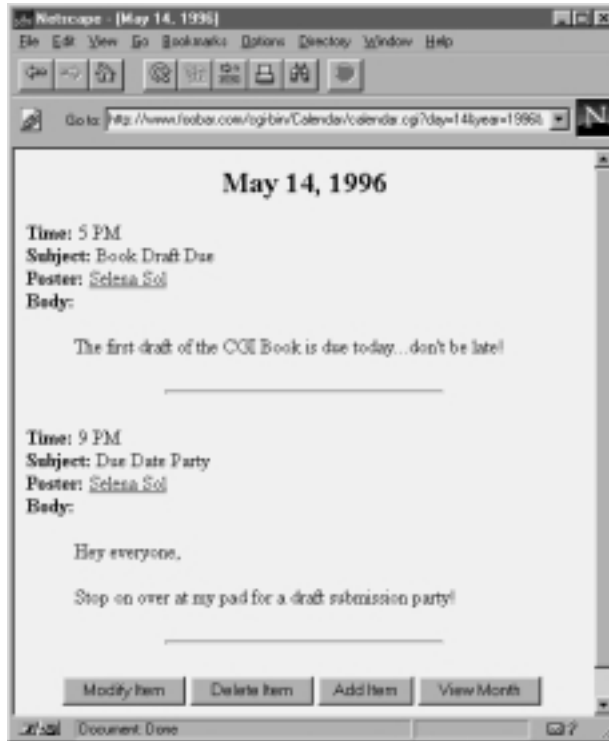 Netscape - [May 14, 1996]
File Edit View Go Bookmarks Options Directory Window Help
Go to: http://www.foobar.com/cgi-bin/Calendar/calendar.cgi?day=14&year=1996&
N
May 14, 1996
Time: 5 PM
Subject: Book Draft Due
Poster: Selena Sol
Body:
The first draft of the CGI Book is due today...don't be late!
Time: 9 PM
Subject: Due Date Party
Poster: Selena Sol
Body:
Hey everyone,
Stop on over at my pad for a draft submission party!
Modify Item Delete Item Add Item View Month
Document: Done